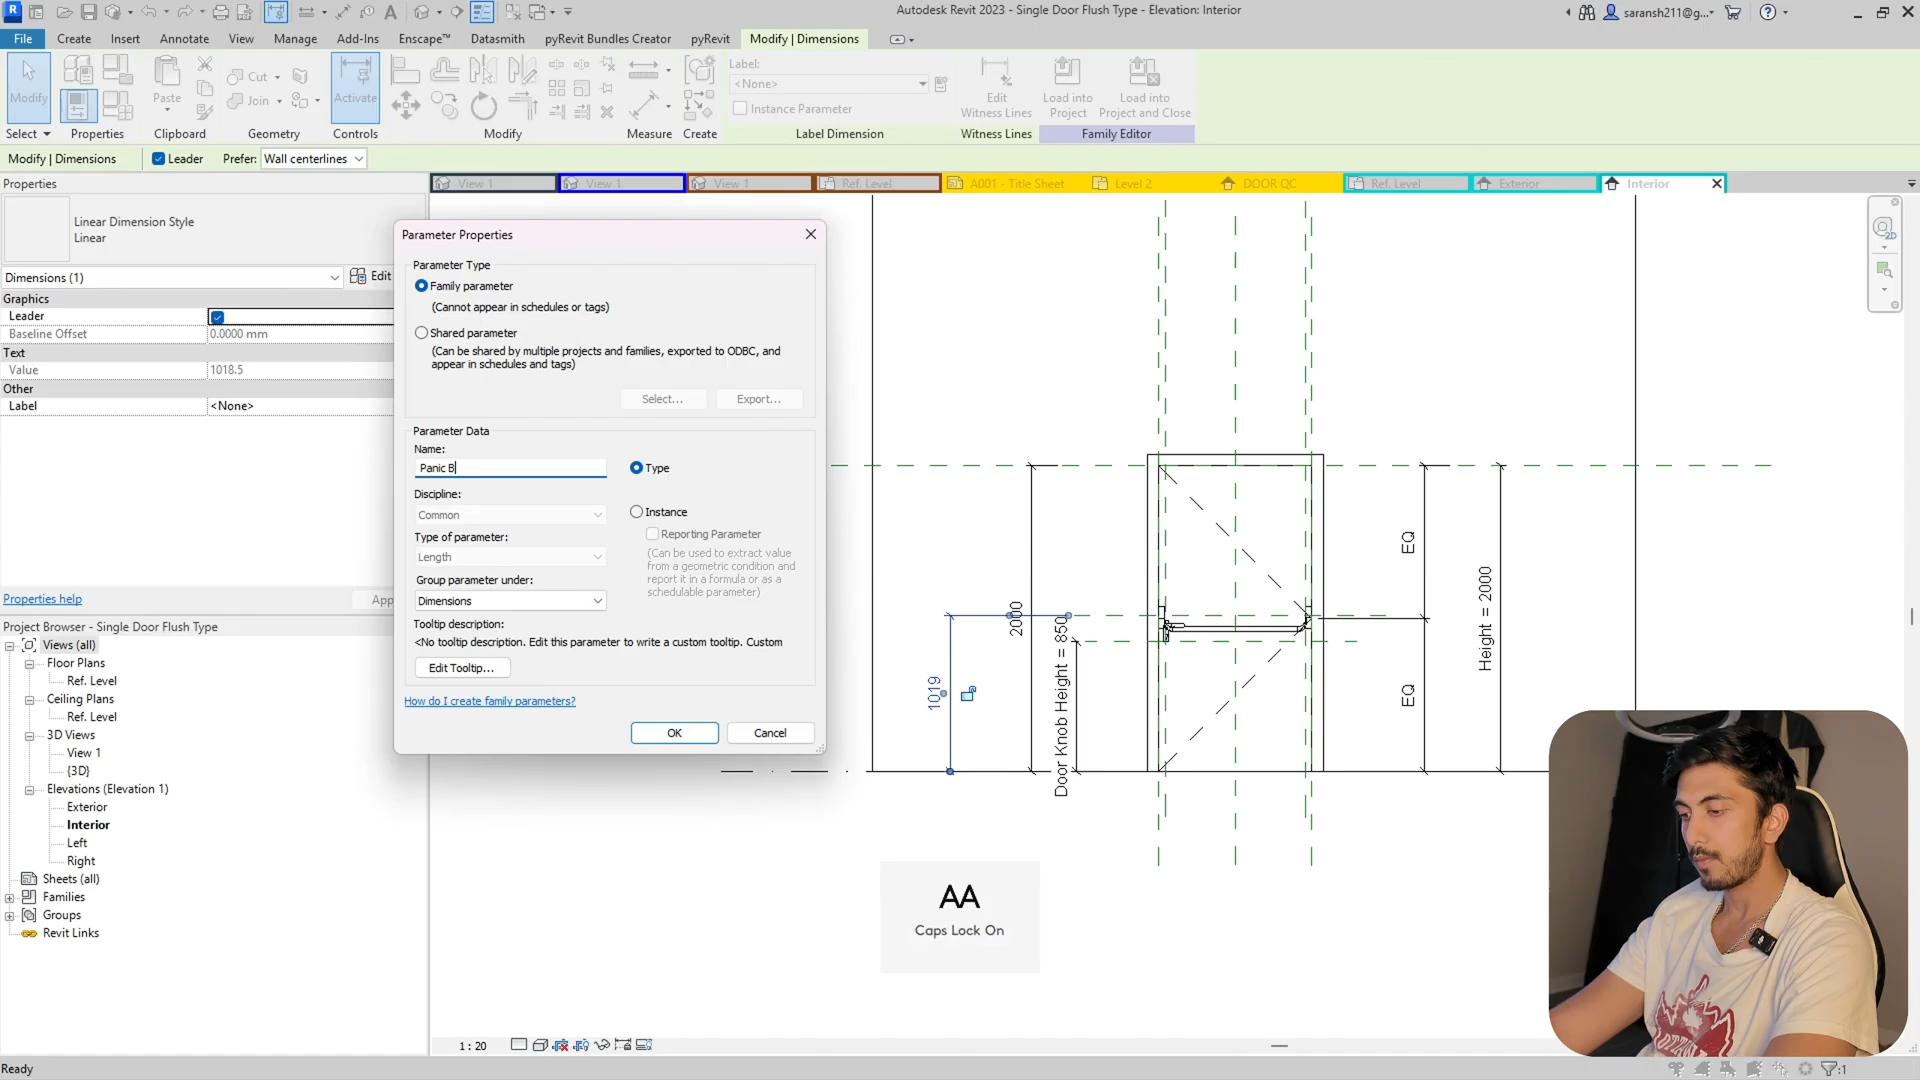 Autodesk Revit 2023 - Single Door Flush Type - Elevation: Interior
saransh211@g...
File Create Insert Annotate View Manage Add-Ins Enscape™ Datasmith pyRevit Bundles Creator pyRevit Modify | Dimensions
Modify
Paste
Cut
Join
Activate
Label:
<None>
Instance Parameter
Edit
Witness Lines
Load into
Project
Load into
Project and Close
Select Properties Clipboard Geometry Controls Modify Measure Create Label Dimension Witness Lines Family Editor
Modify | Dimensions Leader Prefer: Wall centerlines
Properties
View 1 View 1 View 1 Ref. Level A001 - Title Sheet Level 2 DOOR QC Ref. Level Exterior Interior
Linear Dimension Style
Linear
Dimensions (1) Edit
Graphics
Leader
Baseline Offset 0.0000 mm
Text
Value 1018.5
Other
Label <None>
Properties help App
Parameter Properties
Parameter Type
Family parameter
(Cannot appear in schedules or tags)
Shared parameter
(Can be shared by multiple projects and families, exported to ODBC, and
appear in schedules and tags)
Select... Export...
Parameter Data
Name:
Panic B
Type
Discipline:
Common
Instance
Reporting Parameter
Type of parameter:
Length
(Can be used to extract value
from a geometric condition and
report it in a formula or as a
schedulable parameter)
Group parameter under:
Dimensions
Tooltip description:
<No tooltip description. Edit this parameter to write a custom tooltip. Custom
Edit Tooltip...
How do I create family parameters?
OK Cancel
Project Browser - Single Door Flush Type
Views (all)
Floor Plans
Ref. Level
Ceiling Plans
Ref. Level
3D Views
View 1
{3D}
Elevations (Elevation 1)
Exterior
Interior
Left
Right
Sheets (all)
Families
Groups
Revit Links
1019
2000
Door Knob Height = 850
EQ
EQ
Height = 2000
2D
AA
Caps Lock On
1 : 20
Ready
:1